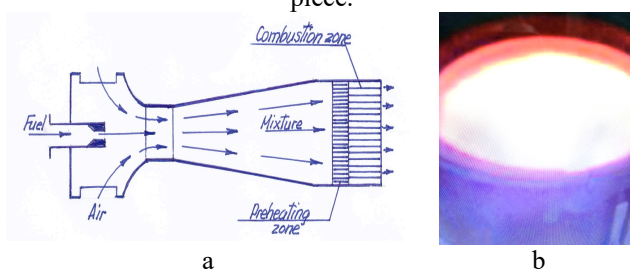 piece.
Combustion zone
Fuel
Mixture
Air
Preheating
zone
a
b